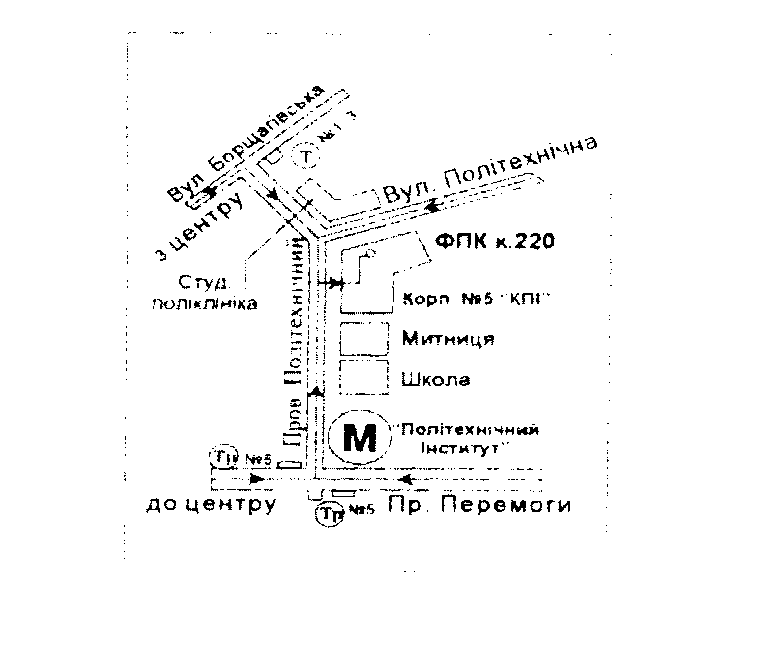 Вул Борщагівська
Т №1 3
Вул. Політехнічна
з центру
ФПК к.220
Студ.
поліклініка
Корп №5 "КПІ"
Пров Політехнічний
Митниця
Школа
М "Політехнічний
Інститут"
Тр №5
до центру
Тр №5
Пр. Перемоги